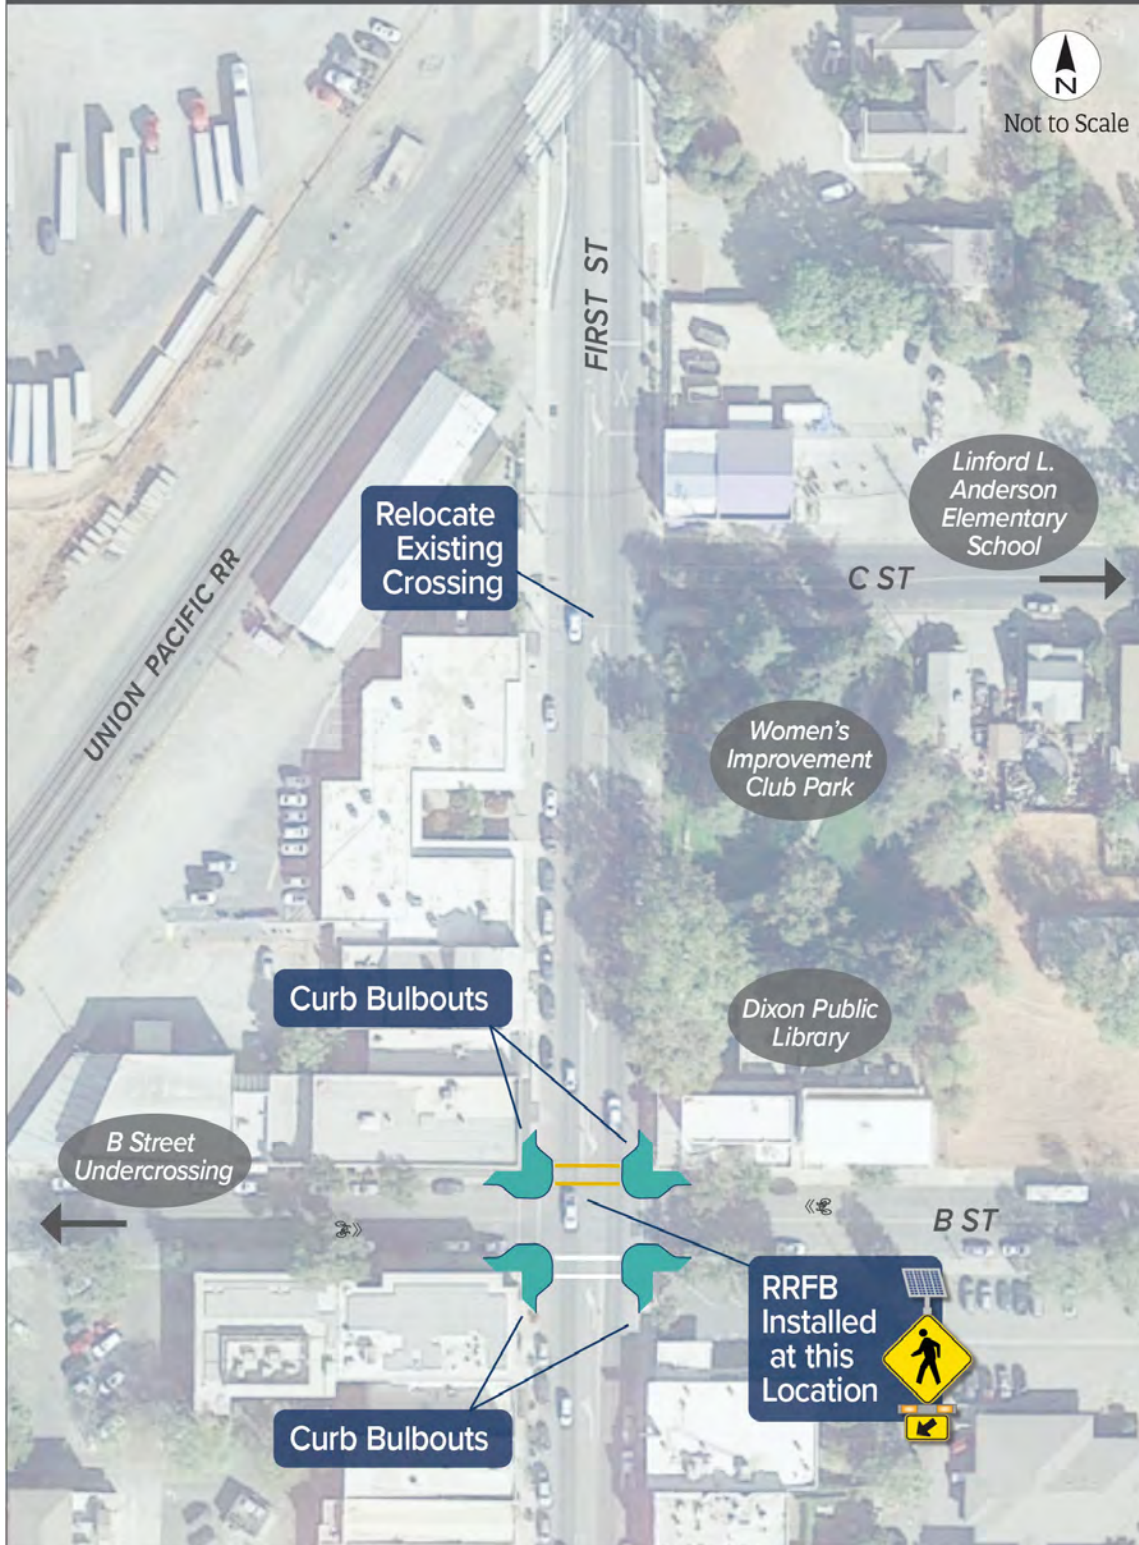 N
Not to Scale
FIRST ST
Linford L.
Anderson
Elementary
School
Relocate
Existing
Crossing
C ST
UNION PACIFIC RR
Women's
Improvement
Club Park
Curb Bulbouts
Dixon Public
Library
B Street
Undercrossing
B ST
RRFB
Installed
at this
Location
Curb Bulbouts